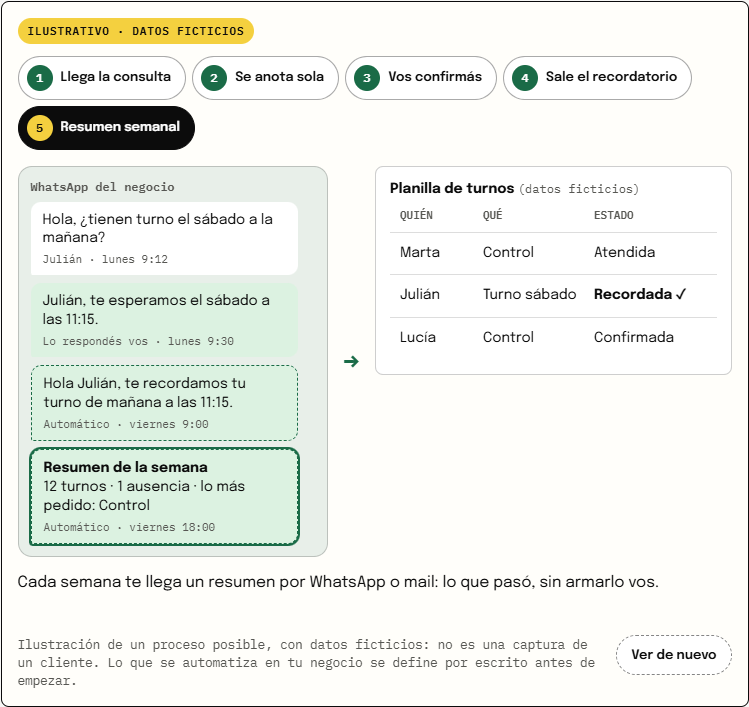 ILUSTRATIVO · DATOS FICTICIOS
1 Llega la consulta
2 Se anota sola
3 Vos confirmás
4 Sale el recordatorio
5 Resumen semanal
WhatsApp del negocio
Hola, ¿tienen turno el sábado a la
mañana?
Julián · lunes 9:12
Julián, te esperamos el sábado a
las 11:15.
Lo respondés vos · lunes 9:30
Hola Julián, te recordamos tu
turno de mañana a las 11:15.
Automático · viernes 9:00
Resumen de la semana
12 turnos · 1 ausencia · lo más
pedido: Control
Automático · viernes 18:00
→
Planilla de turnos (datos ficticios)
QUIÉN QUÉ ESTADO
Marta Control Atendida
Julián Turno sábado Recordada ✓
Lucía Control Confirmada
Cada semana te llega un resumen por WhatsApp o mail: lo que pasó, sin armarlo vos.
Ilustración de un proceso posible, con datos ficticios: no es una captura de
un cliente. Lo que se automatiza en tu negocio se define por escrito antes de
empezar.
Ver de nuevo